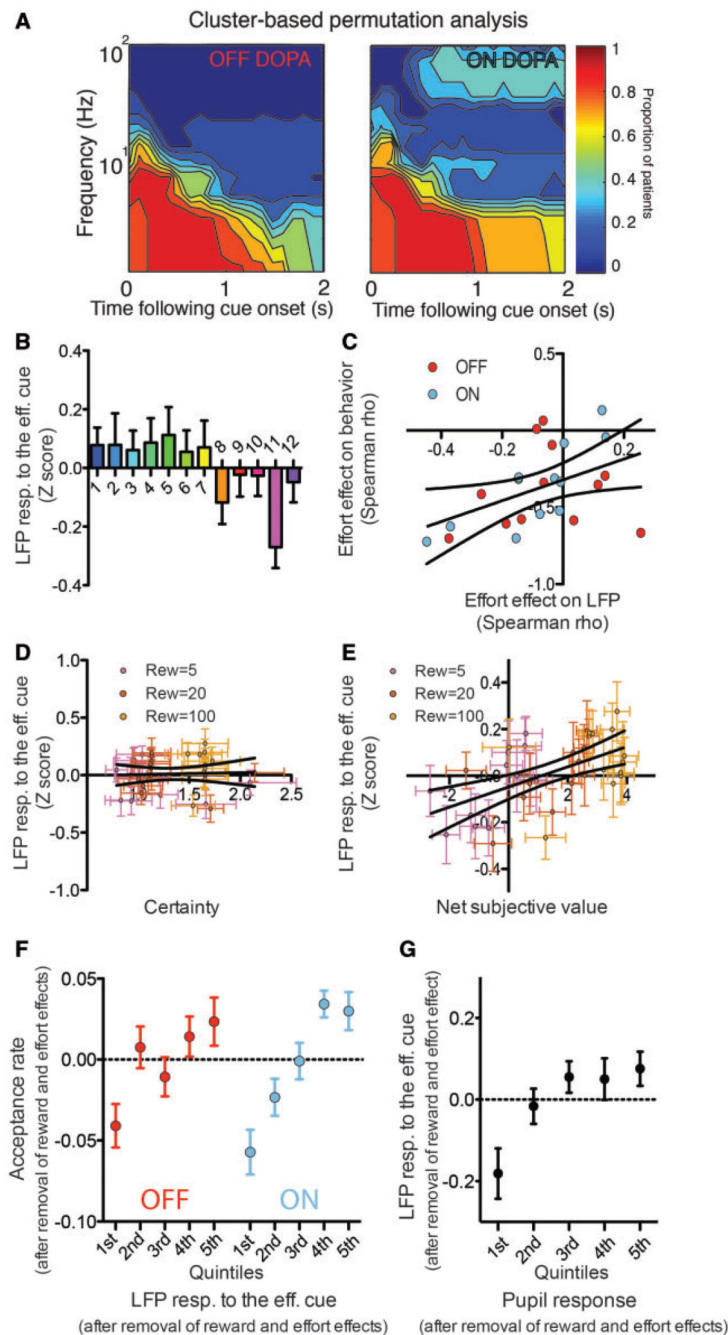 A
Cluster-based permutation analysis
OFF DOPA
ON DOPA
Frequency (Hz)
10²
10¹
0 1 2
Time following cue onset (s)
0 1 2
Time following cue onset (s)
1
0.8
0.6
0.4
0.2
0
Proportion of patients
B
LFP resp. to the eff. cue
(Z score)
0.4
0.2
0.0
-0.2
-0.4
1 2 3 4 5 6 7 8 9 10 11 12
C
OFF
ON
Effort effect on behavior
(Spearman rho)
0.5
-0.4 -0.2 0.2
-0.5
-1.0
Effort effect on LFP
(Spearman rho)
D
Rew=5
Rew=20
Rew=100
LFP resp. to the eff. cue
(Z score)
1.0
0.5
0.0
-0.5
-1.0
1.5 2.0 2.5
Certainty
E
Rew=5
Rew=20
Rew=100
LFP resp. to the eff. cue
(Z score)
0.4
0.2
-2 2 4
-0.2
-0.4
Net subjective value
F
Acceptance rate
(after removal of reward and effort effects)
0.05
0.00
-0.05
-0.10
OFF
ON
1st 2nd 3rd 4th 5th 1st 2nd 3rd 4th 5th
Quintiles
LFP resp. to the eff. cue
(after removal of reward and effort effects)
G
LFP resp. to the eff. cue
(after removal of reward and effort effect)
0.2
0.0
-0.2
1st 2nd 3rd 4th 5th
Quintiles
Pupil response
(after removal of reward and effort effects)